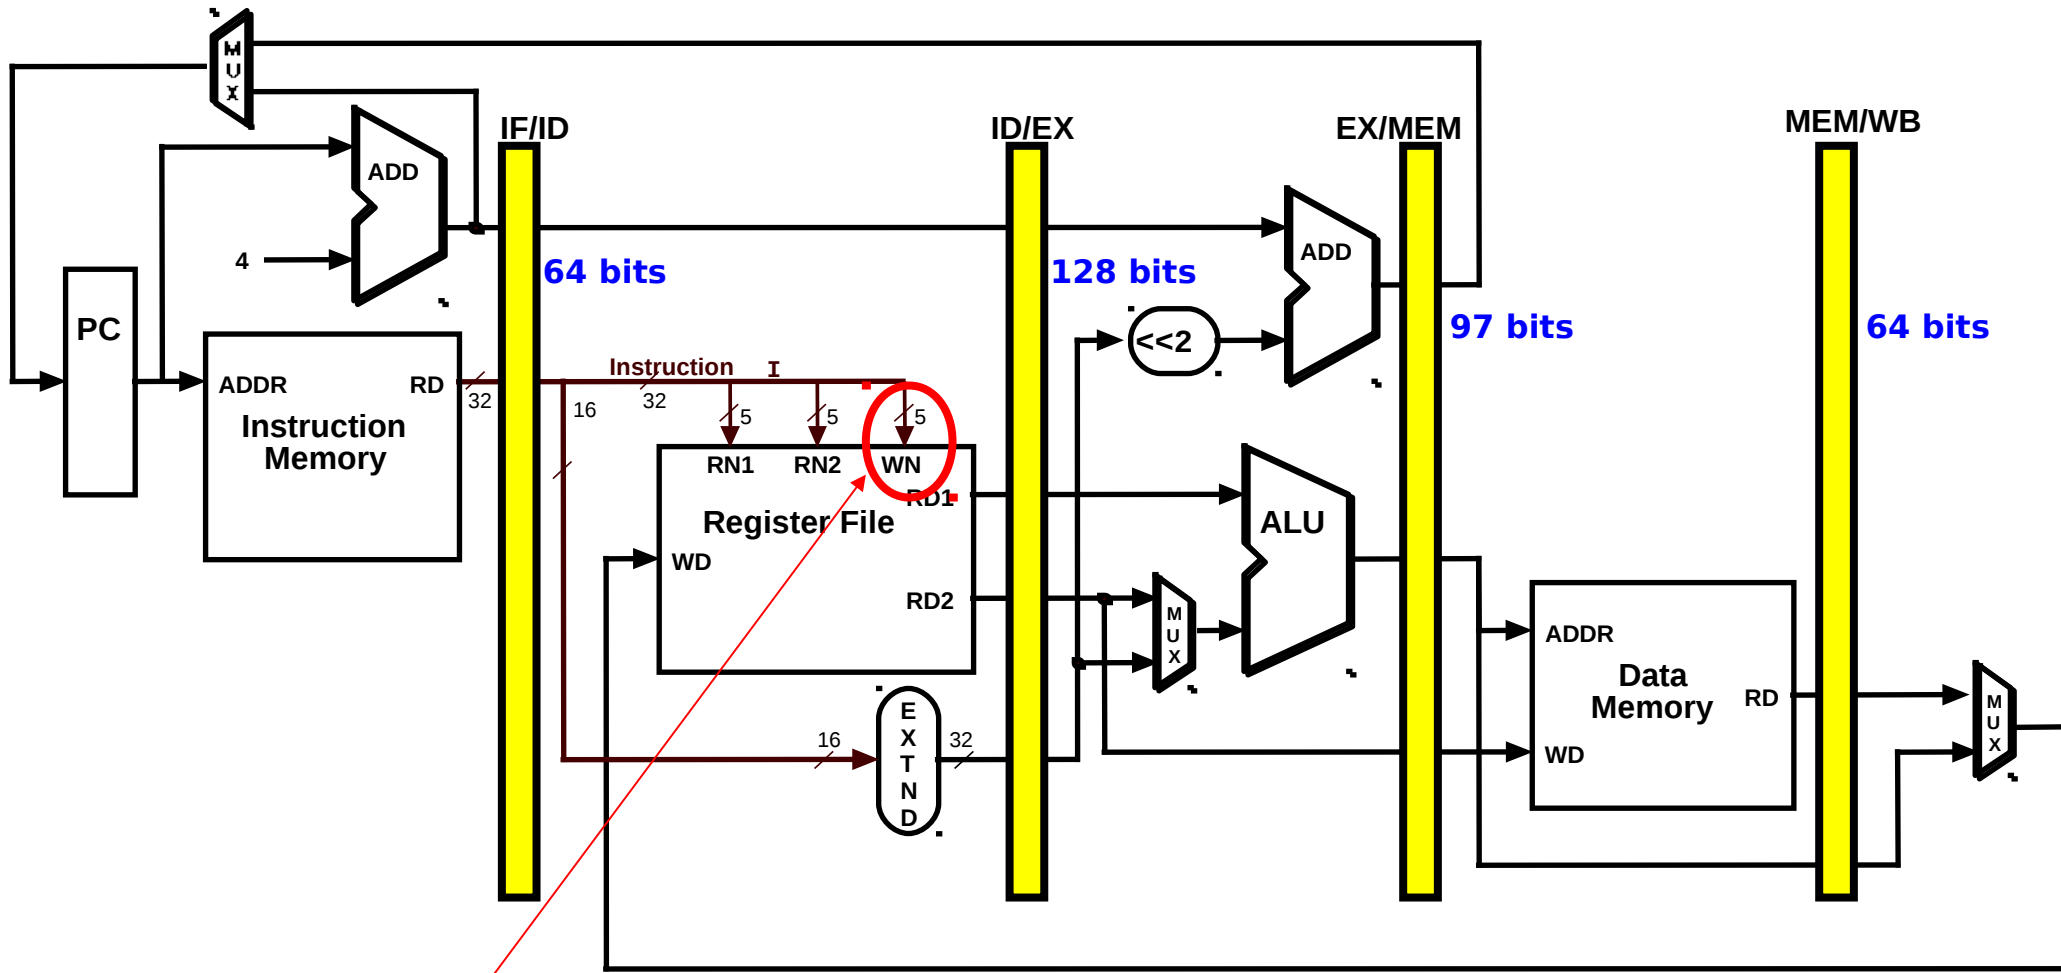 MUX
IF/ID
ID/EX
EX/MEM
MEM/WB
ADD
4
64 bits
128 bits
ADD
97 bits
64 bits
PC
<<2
ADDR
RD
32
Instruction
Memory
Instruction I
16
32
5
5
5
RN1
RN2
WN
RD1
Register File
WD
RD2
ALU
MUX
16
EXTND
32
ADDR
Data
Memory
RD
WD
MUX